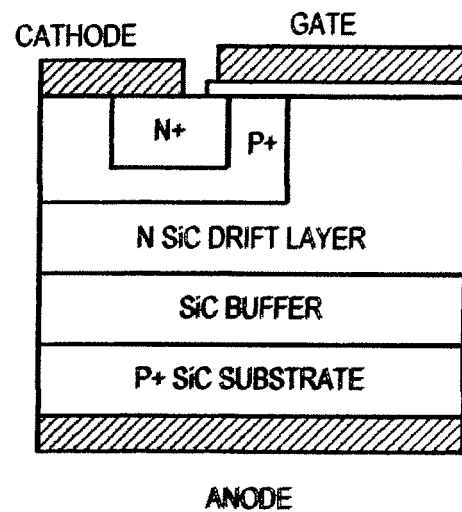 GATE
CATHODE
N+
P+
N SiC DRIFT LAYER
SiC BUFFER
P+ SiC SUBSTRATE
ANODE